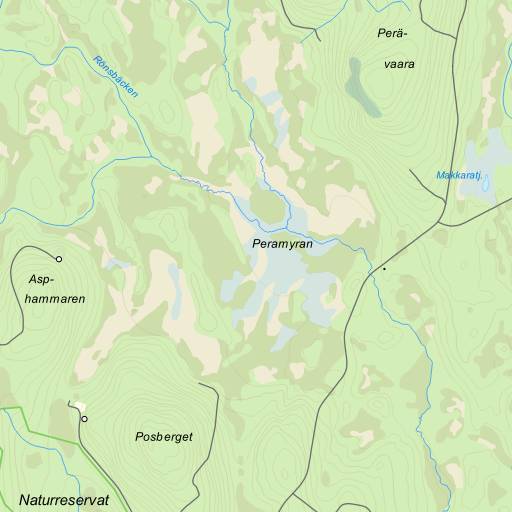 Perä-
vaara
Rönsbäcken
Makkaratj.
Peramyran
Asp-
hammaren
Posberget
Naturreservat